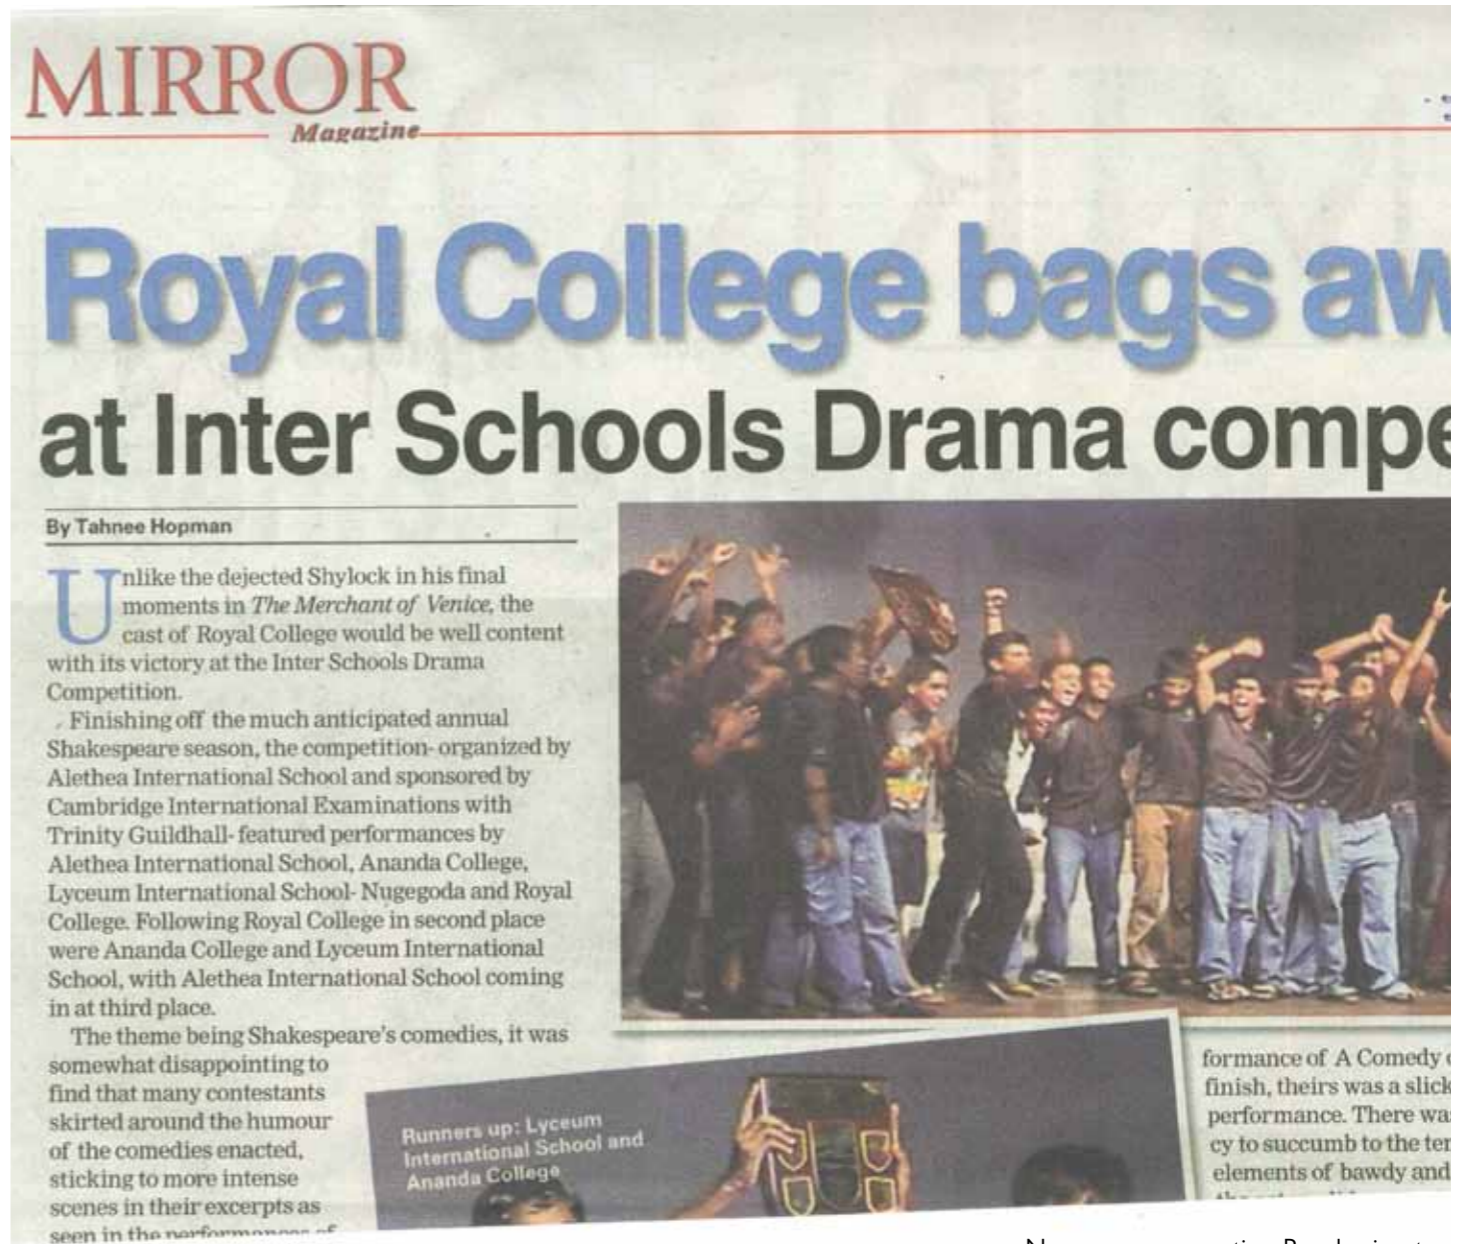 MIRROR
Magazine
Royal College bags aw
at Inter Schools Drama compe
By Tahnee Hopman
Unlike the dejected Shylock in his final
moments in The Merchant of Venice, the
cast of Royal College would be well content
with its victory at the Inter Schools Drama
Competition.
Finishing off the much anticipated annual
Shakespeare season, the competition- organized by
Alethea International School and sponsored by
Cambridge International Examinations with
Trinity Guildhall- featured performances by
Alethea International School, Ananda College,
Lyceum International School- Nugegoda and Royal
College. Following Royal College in second place
were Ananda College and Lyceum International
School, with Alethea International School coming
in at third place.
The theme being Shakespeare's comedies, it was
somewhat disappointing to
find that many contestants
skirted around the humour
of the comedies enacted,
sticking to more intense
scenes in their excerpts as
seen in the performances of
Runners up: Lyceum
International School and
Ananda College
formance of A Comedy
finish, theirs was a slick
performance. There wa
cy to succumb to the ter
elements of bawdy and